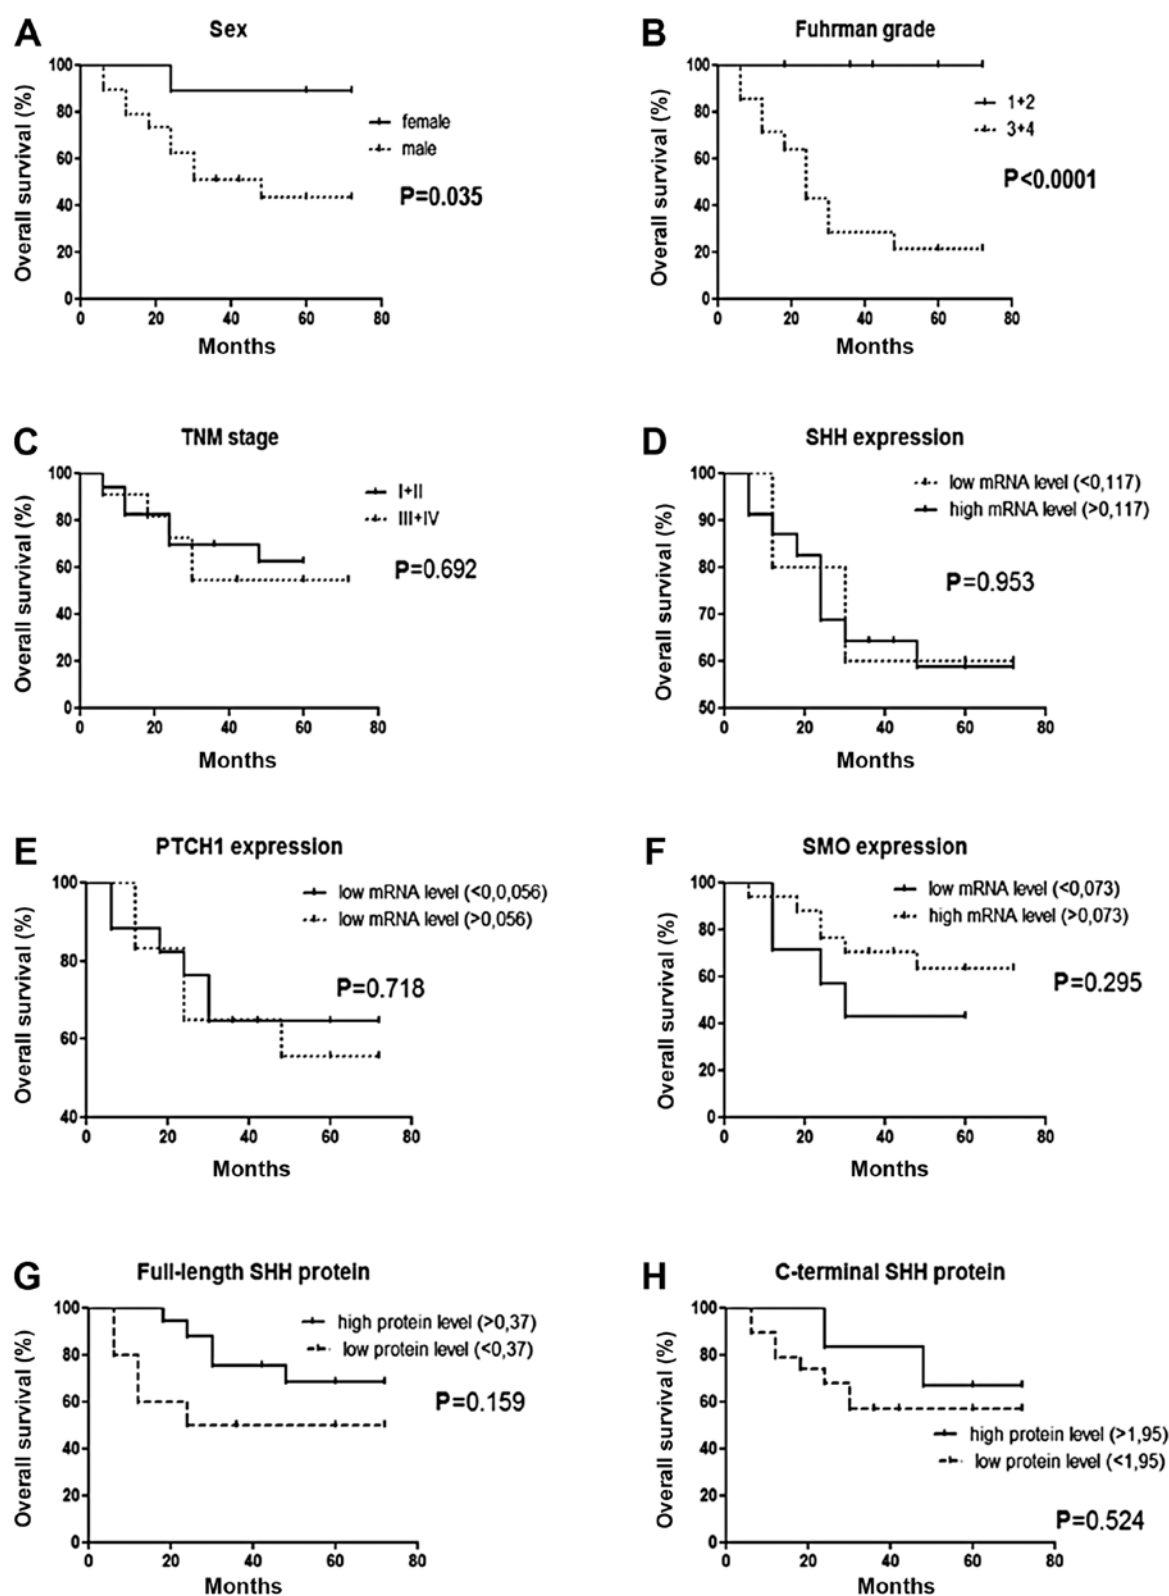 A
Sex
100
80
60
40
20
0
Overall survival (%)
female
male
P=0.035
0 20 40 60 80
Months
B
Fuhrman grade
100
80
60
40
20
0
Overall survival (%)
1+2
3+4
P<0.0001
0 20 40 60 80
Months
C
TNM stage
100
80
60
40
20
0
Overall survival (%)
I+II
III+IV
P=0.692
0 20 40 60 80
Months
D
SHH expression
100
90
80
70
60
50
Overall survival (%)
low mRNA level (<0,117)
high mRNA level (>0,117)
P=0.953
0 20 40 60 80
Months
E
PTCH1 expression
100
80
60
40
Overall survival (%)
low mRNA level (<0,0,056)
low mRNA level (>0,056)
P=0.718
0 20 40 60 80
Months
F
SMO expression
100
80
60
40
20
0
Overall survival (%)
low mRNA level (<0,073)
high mRNA level (>0,073)
P=0.295
0 20 40 60 80
Months
G
Full-length SHH protein
100
80
60
40
20
0
Overall survival (%)
high protein level (>0,37)
low protein level (<0,37)
P=0.159
0 20 40 60 80
Months
H
C-terminal SHH protein
100
80
60
40
20
0
Overall survival (%)
high protein level (>1,95)
low protein level (<1,95)
P=0.524
0 20 40 60 80
Months